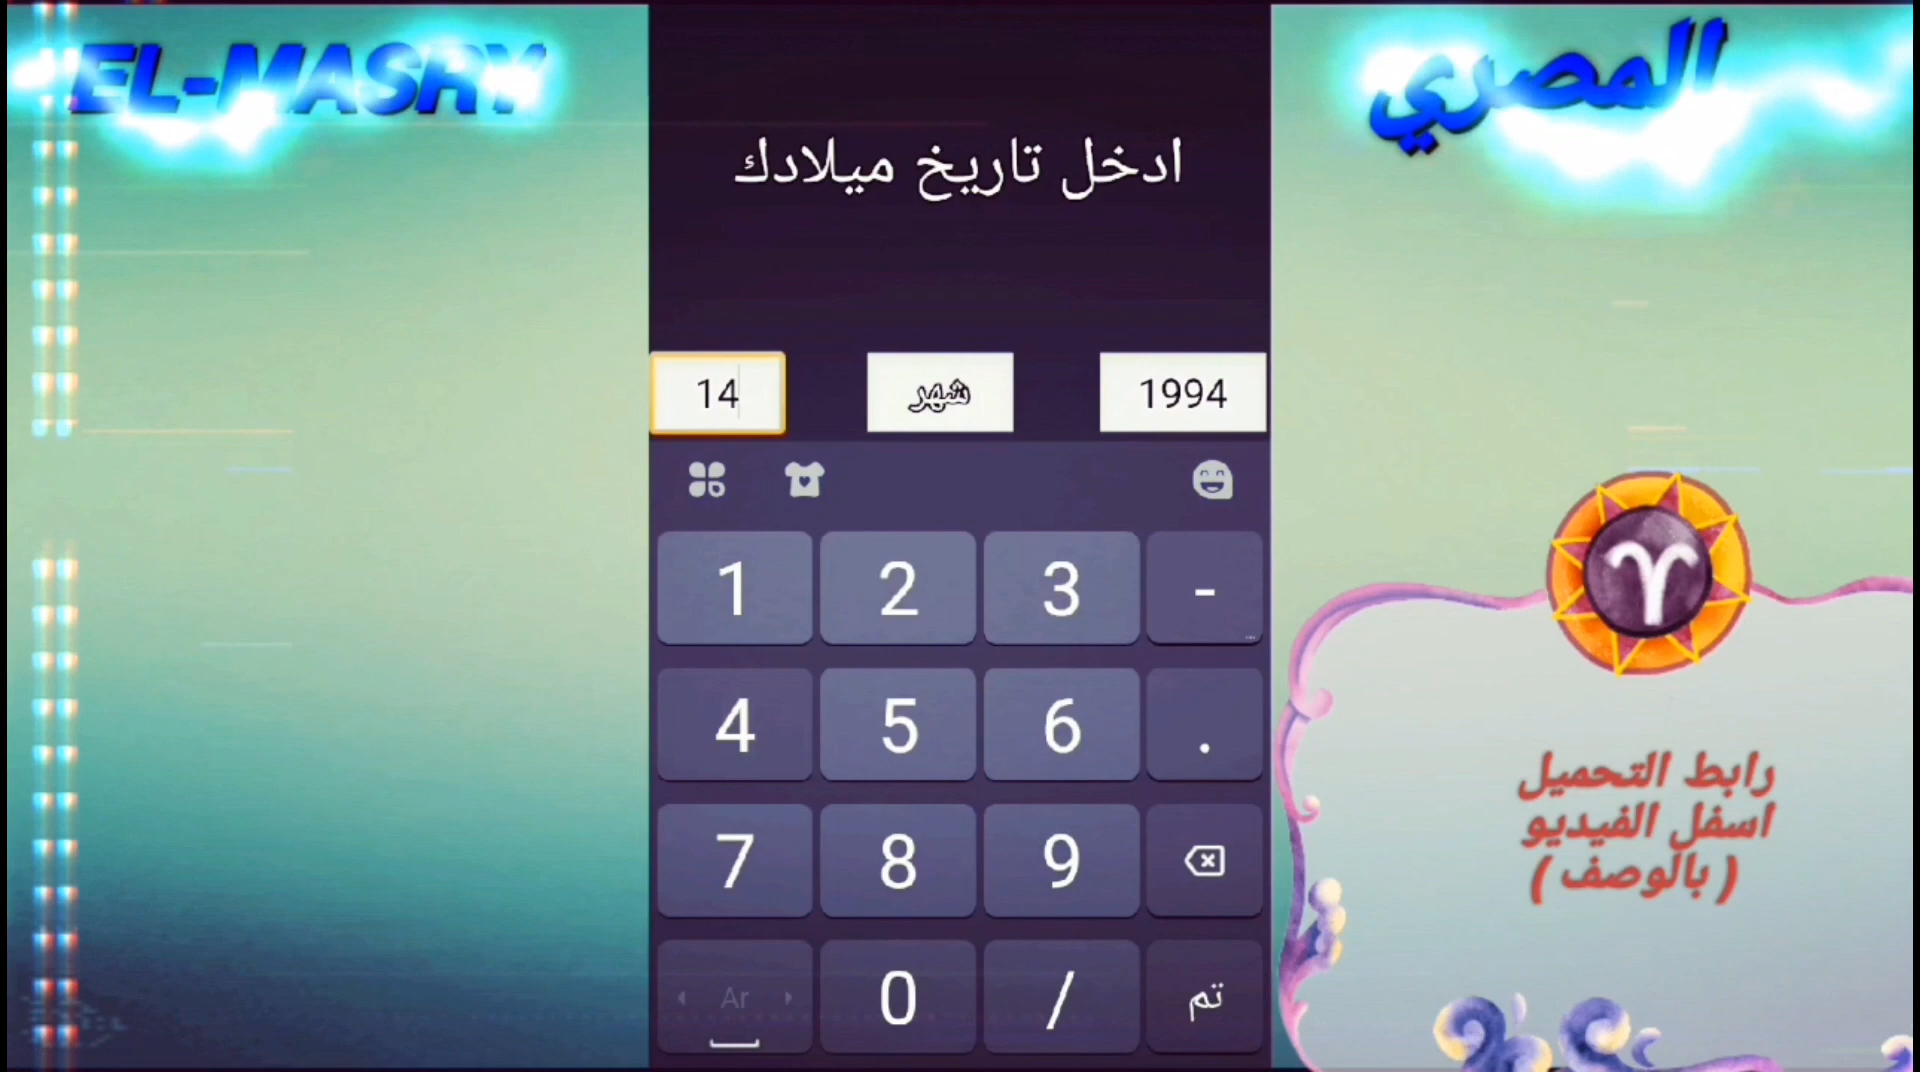 EL-MASRY
المصري
ادخل تاريخ ميلادك
14
شهر
1994
1 2 3 -
4 5 6 .
7 8 9
Ar 0 / تم
رابط التحميل
اسفل الفيديو
( بالوصف )